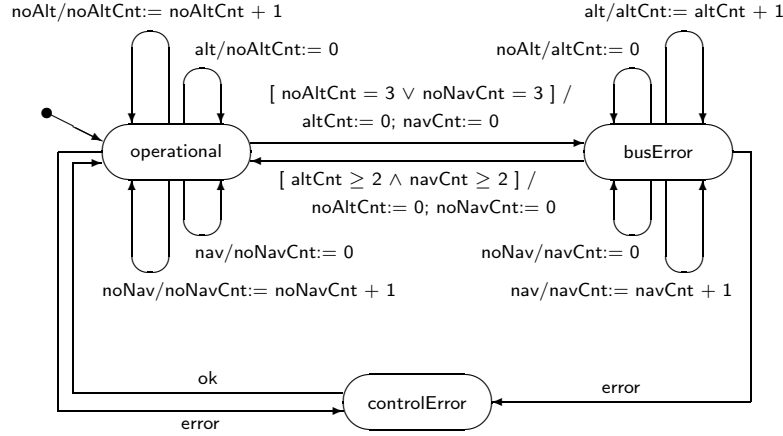 noAlt/noAltCnt:= noAltCnt + 1
alt/altCnt:= altCnt + 1
alt/noAltCnt:= 0
noAlt/altCnt:= 0
[ noAltCnt = 3 ∨ noNavCnt = 3 ] /
altCnt:= 0; navCnt:= 0
operational
busError
[ altCnt ≥ 2 ∧ navCnt ≥ 2 ] /
noAltCnt:= 0; noNavCnt:= 0
nav/noNavCnt:= 0
noNav/navCnt:= 0
noNav/noNavCnt:= noNavCnt + 1
nav/navCnt:= navCnt + 1
ok
error
controlError
error